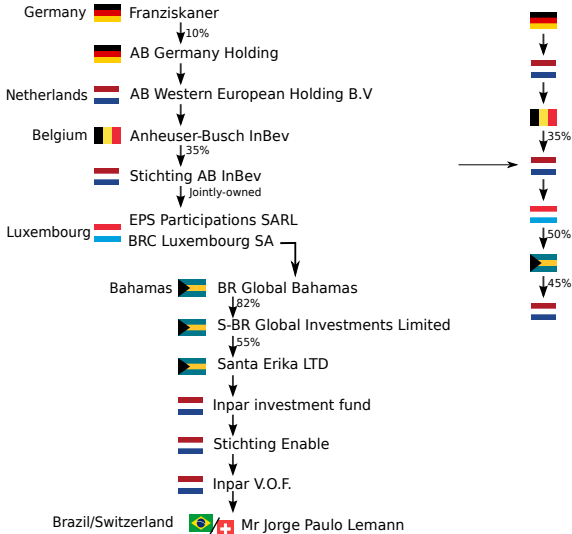 Germany Franziskaner
10%
AB Germany Holding
Netherlands AB Western European Holding B.V
Belgium Anheuser-Busch InBev
35%
Stichting AB InBev
Jointly-owned
Luxembourg EPS Participations SARL
BRC Luxembourg SA
Bahamas BR Global Bahamas
82%
S-BR Global Investments Limited
55%
Santa Erika LTD
Inpar investment fund
Stichting Enable
Inpar V.O.F.
Brazil/Switzerland / Mr Jorge Paulo Lemann
35%
50%
45%